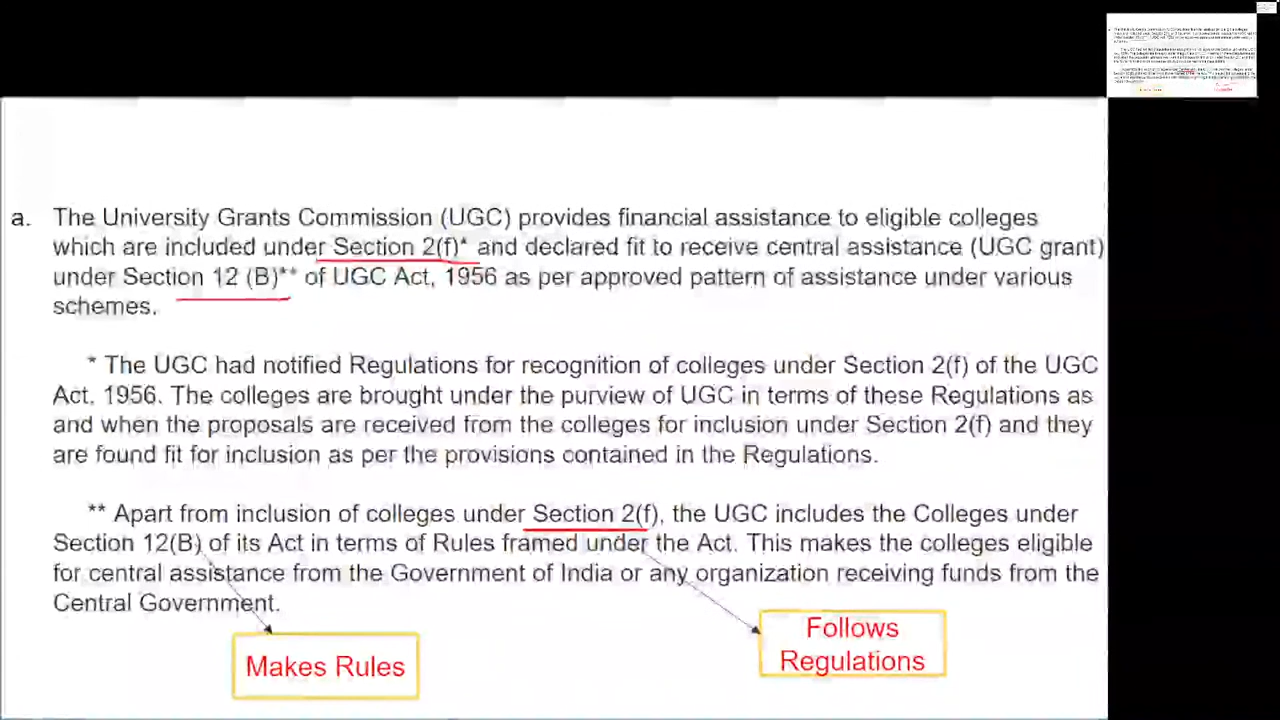 a. The University Grants Commission (UGC) provides financial assistance to eligible colleges
which are included under Section 2(f)* and declared fit to receive central assistance (UGC grant)
under Section 12 (B)** of UGC Act, 1956 as per approved pattern of assistance under various
schemes.
* The UGC had notified Regulations for recognition of colleges under Section 2(f) of the UGC
Act, 1956. The colleges are brought under the purview of UGC in terms of these Regulations as
and when the proposals are received from the colleges for inclusion under Section 2(f) and they
are found fit for inclusion as per the provisions contained in the Regulations.
** Apart from inclusion of colleges under Section 2(f), the UGC includes the Colleges under
Section 12(B) of its Act in terms of Rules framed under the Act. This makes the colleges eligible
for central assistance from the Government of India or any organization receiving funds from the
Central Government.
Makes Rules
Follows
Regulations